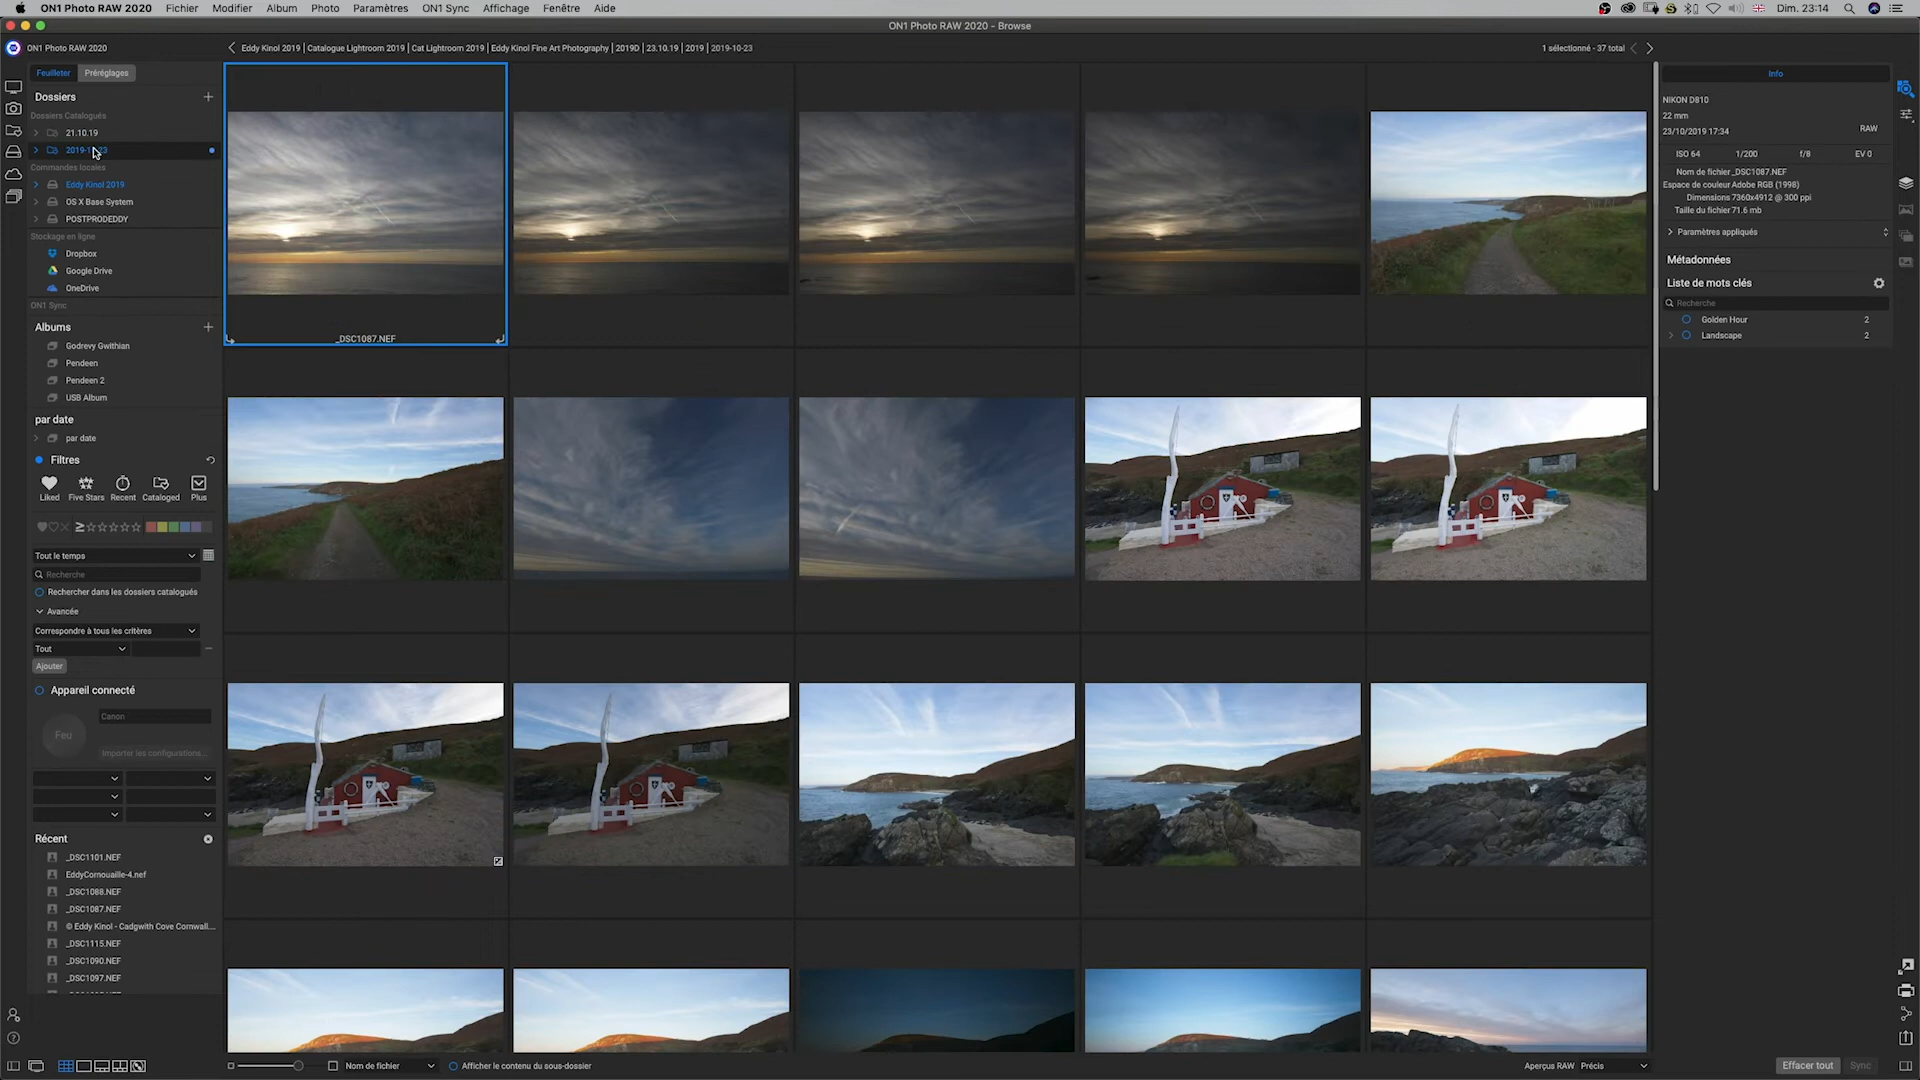 ON1 Photo RAW 2020 Fichier Modifier Album Photo Paramètres ON1 Sync Affichage Fenêtre Aide Dim. 23:14
ON1 Photo RAW 2020 - Browse
ON1 Photo RAW 2020
Eddy Kinol 2019 | Catalogue Lightroom 2019 | Cat Lightroom 2019 | Eddy Kinol Fine Art Photography | 2019D | 23.10.19 | 2019 | 2019-10-23
1 sélectionné - 37 total
Feuilleter Préréglages
Dossiers
Dossiers Catalogués
21.10.19
Commandes locales
Eddy Kinol 2019
OS X Base System
POSTPRODEDDY
Stockage en ligne
Dropbox
Google Drive
OneDrive
ON1 Sync
Albums
Godrevy Gwithian
Pendeen
Pendeen 2
USB Album
par date
par date
Filtres
Liked Five Stars Recent Cataloged Plus
Tout le temps
Recherche
Rechercher dans les dossiers catalogués
Avancée
Correspondre à tous les critères
Tout
Ajouter
Appareil connecté
Canon
Feu
Importer les configurations...
Récent
_DSC1101.NEF
EddyCornouaille-4.nef
_DSC1088.NEF
_DSC1087.NEF
© Eddy Kinol - Cadgwith Cove Cornwall...
_DSC1115.NEF
_DSC1090.NEF
_DSC1097.NEF
_DSC1087.NEF
Info
NIKON D810
22 mm
23/10/2019 17:34 RAW
ISO 64 1/200 f/8 EV 0
Nom de fichier _DSC1087.NEF
Espace de couleur Adobe RGB (1998)
Dimensions 7360x4912 @ 300 ppi
Taille du fichier 71.6 mb
Paramètres appliqués
Métadonnées
Liste de mots clés
Recherche
Golden Hour 2
Landscape 2
Nom de fichier
Afficher le contenu du sous-dossier
Aperçus RAW Précis
Effacer tout Sync